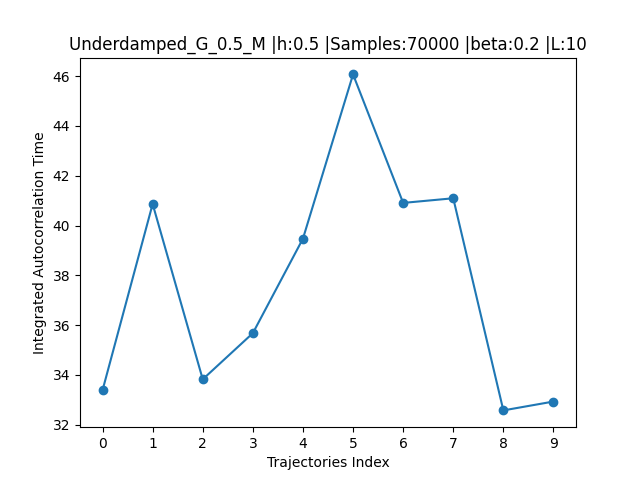 Underdamped_G_0.5_M |h:0.5 |Samples:70000 |beta:0.2 |L:10
46
44
42
40
38
36
34
32
Integrated Autocorrelation Time
0 1 2 3 4 5 6 7 8 9
Trajectories Index